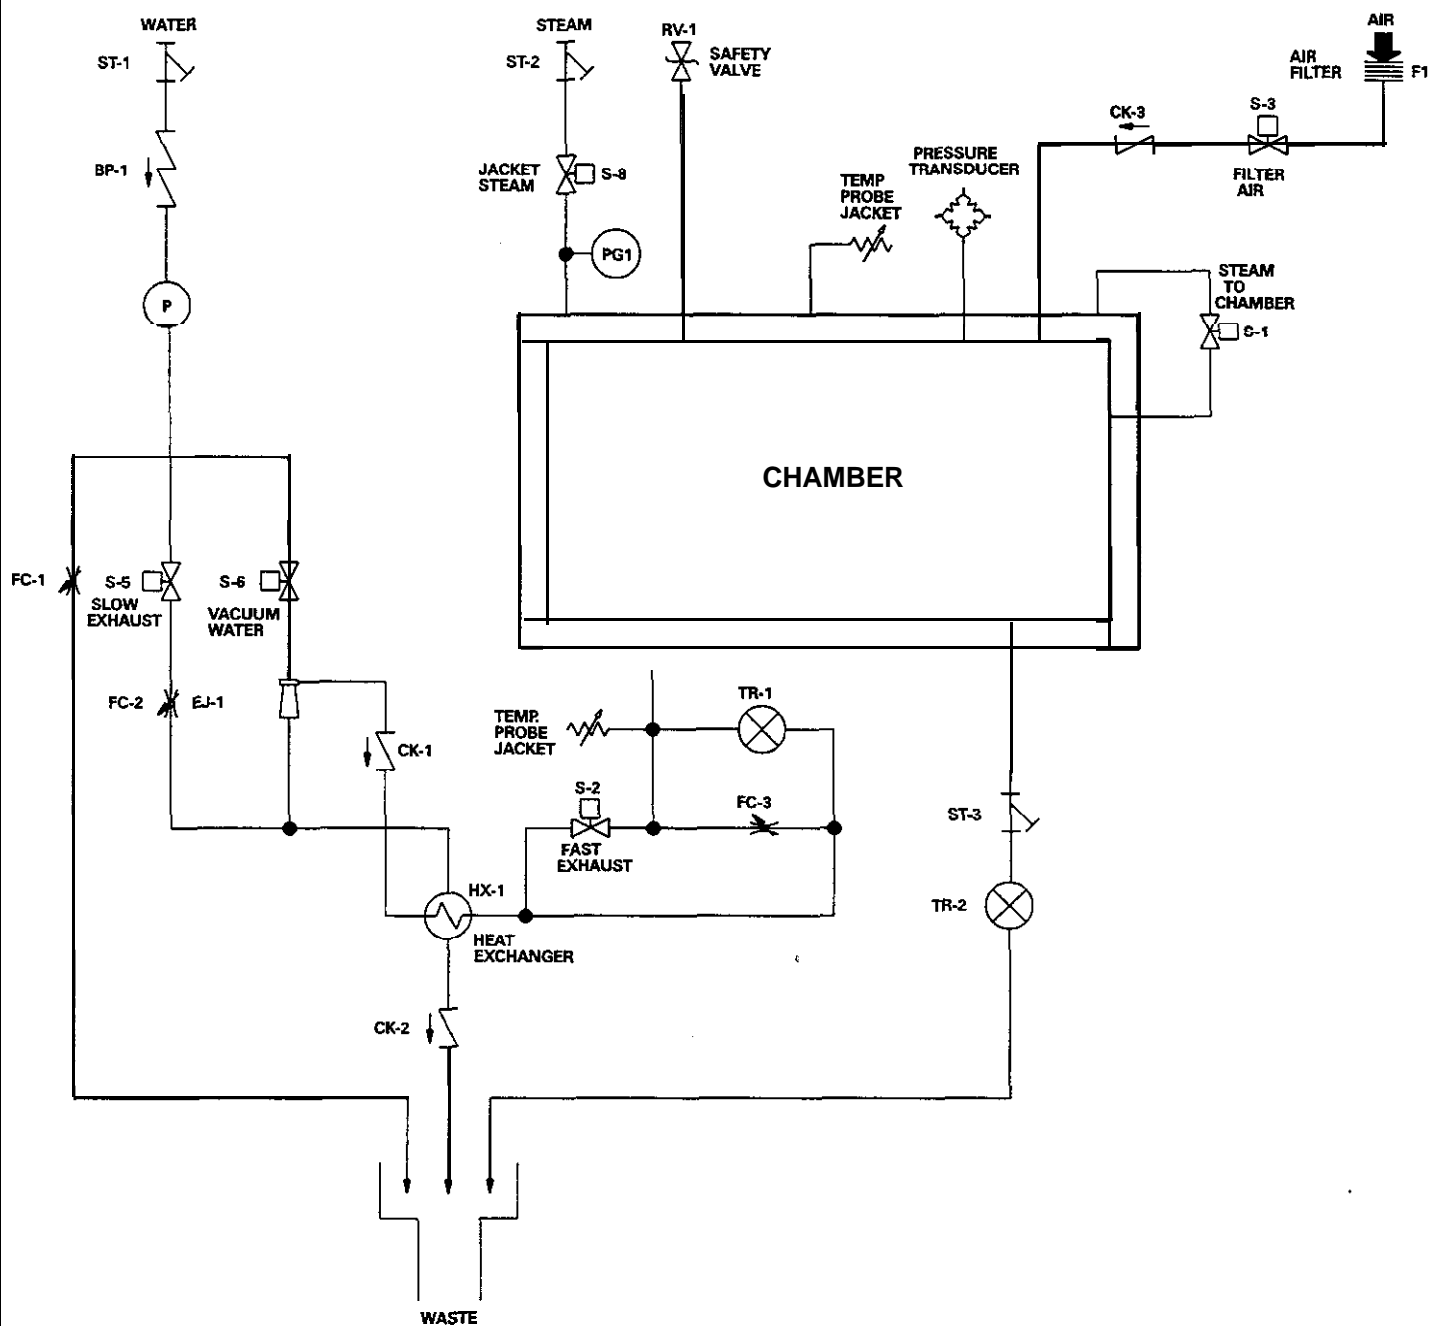 WATER
ST-1
BP-1
P
STEAM
ST-2
JACKET
STEAM
S-8
PG1
RV-1
SAFETY
VALVE
TEMP
PROBE
JACKET
PRESSURE
TRANSDUCER
CK-3
S-3
FILTER
AIR
AIR
AIR
FILTER
F1
STEAM
TO
CHAMBER
S-1
CHAMBER
FC-1
S-5
SLOW
EXHAUST
S-6
VACUUM
WATER
FC-2
EJ-1
CK-1
TEMP.
PROBE
JACKET
TR-1
S-2
FAST
EXHAUST
FC-3
ST-3
TR-2
HX-1
HEAT
EXCHANGER
CK-2
WASTE